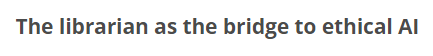 The librarian as the bridge to ethical AI